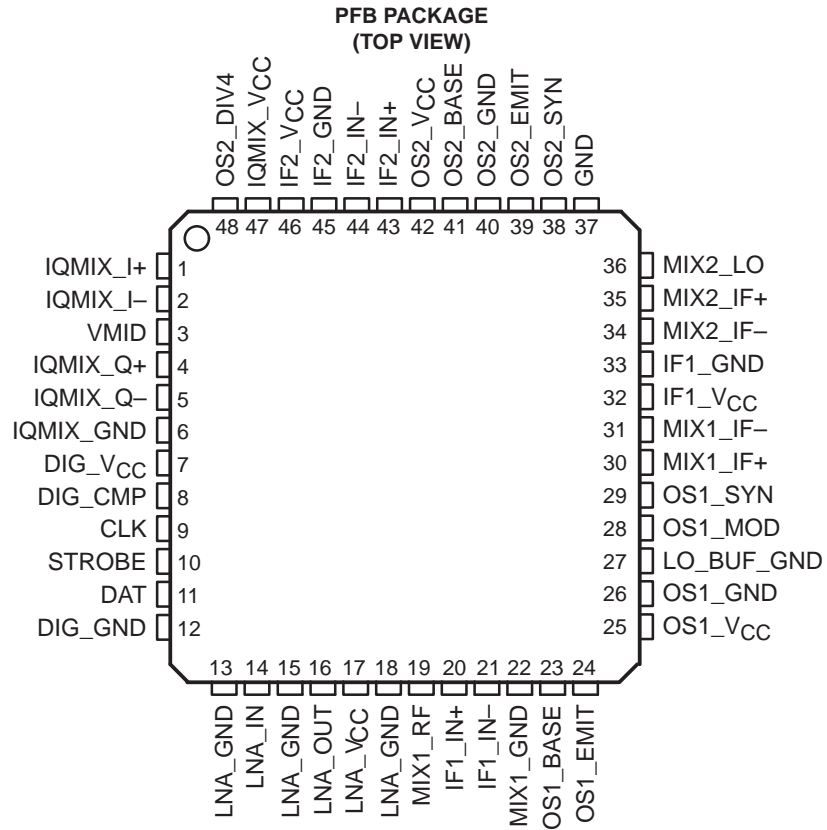 PFB PACKAGE
(TOP VIEW)
OS2_DIV4
IQMIX_VCC
IF2_VCC
IF2_GND
IF2_IN–
IF2_IN+
OS2_VCC
OS2_BASE
OS2_GND
OS2_EMIT
OS2_SYN
GND
48 47 46 45 44 43 42 41 40 39 38 37
IQMIX_I+ 1
IQMIX_I– 2
VMID 3
IQMIX_Q+ 4
IQMIX_Q– 5
IQMIX_GND 6
DIG_VCC 7
DIG_CMP 8
CLK 9
STROBE 10
DAT 11
DIG_GND 12
36 MIX2_LO
35 MIX2_IF+
34 MIX2_IF–
33 IF1_GND
32 IF1_VCC
31 MIX1_IF–
30 MIX1_IF+
29 OS1_SYN
28 OS1_MOD
27 LO_BUF_GND
26 OS1_GND
25 OS1_VCC
13 14 15 16 17 18 19 20 21 22 23 24
LNA_GND
LNA_IN
LNA_GND
LNA_OUT
LNA_VCC
LNA_GND
MIX1_RF
IF1_IN+
IF1_IN–
MIX1_GND
OS1_BASE
OS1_EMIT